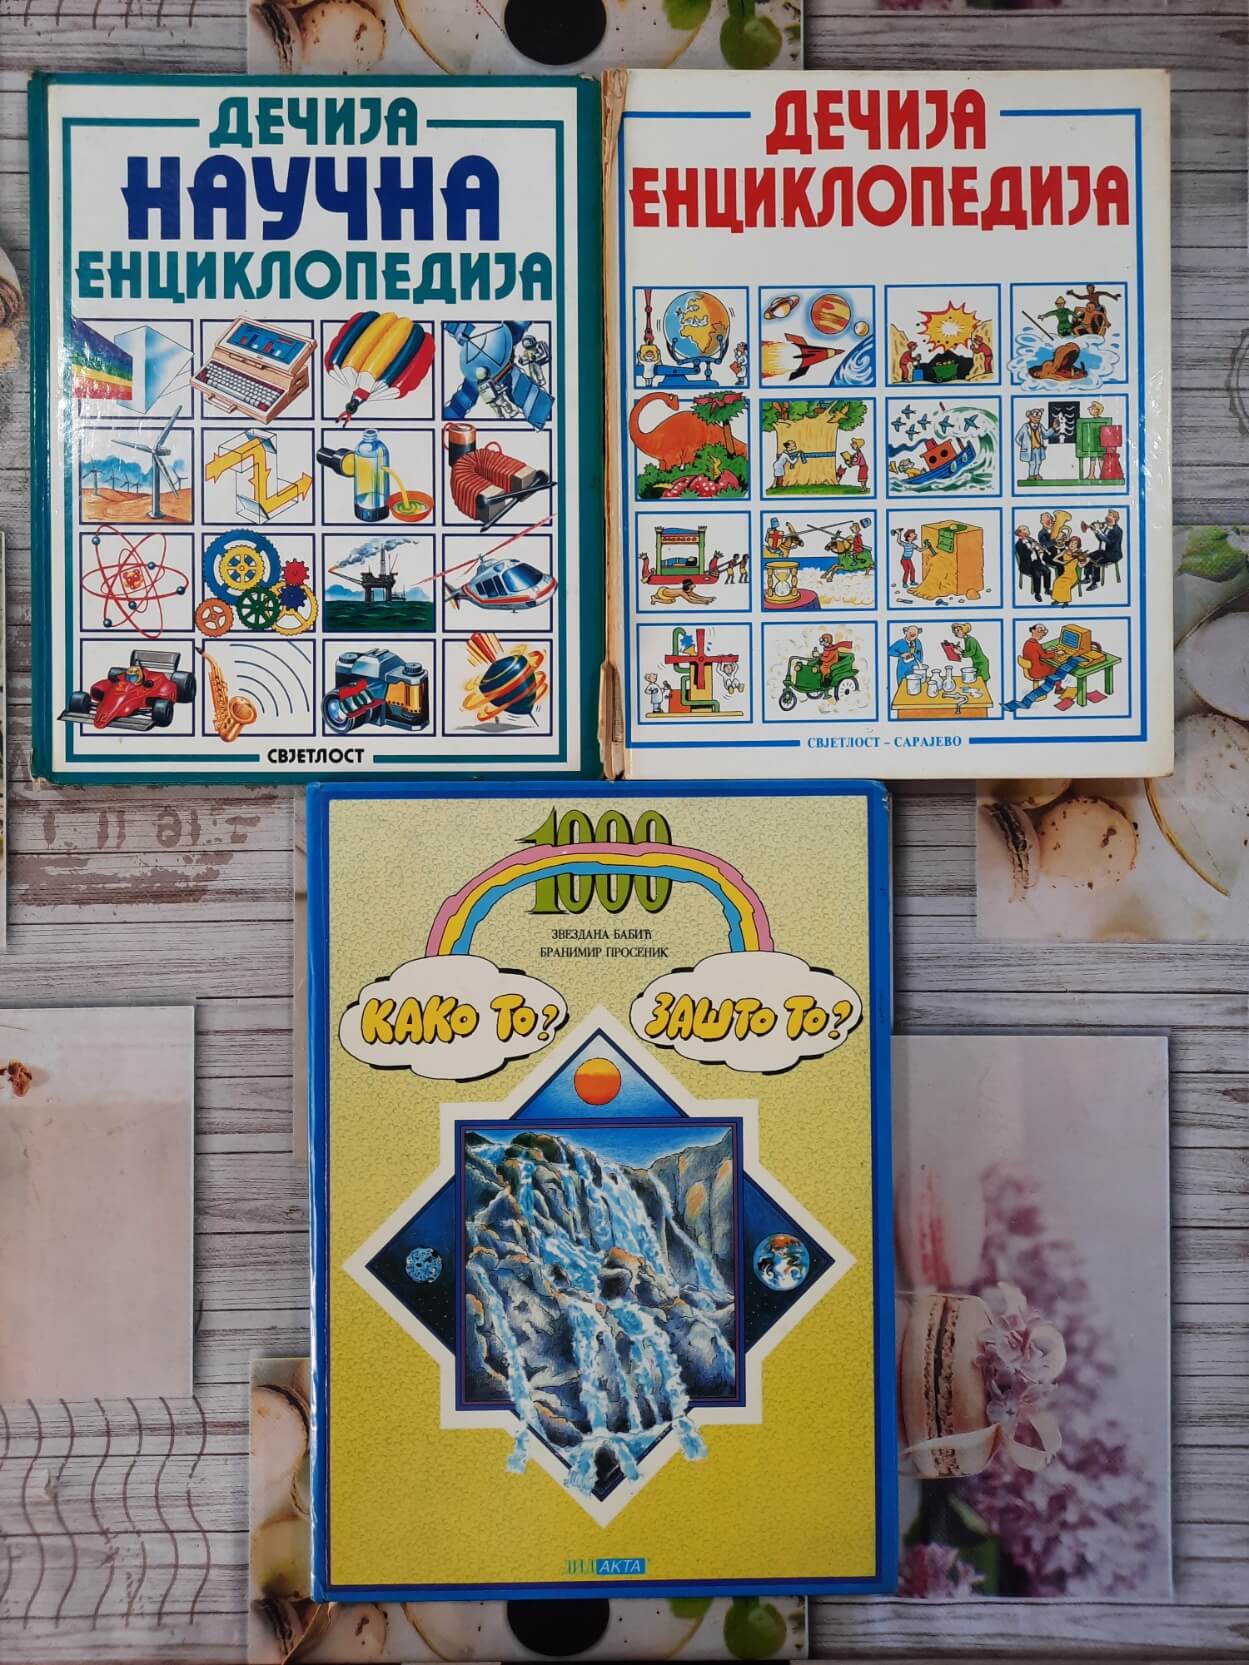 ДЕЧИЈА
НАУЧНА
ЕНЦИКЛОПЕДИЈА
СВЈЕТЛОСТ
ДЕЧИЈА
ЕНЦИКЛОПЕДИЈА
СВЈЕТЛОСТ – САРАЈЕВО
1000
ЗВЕЗДАНА БАБИЋ
БРАНИМИР ПРОСЕНИК
КАКО ТО?
ЗАШТО ТО?
ДИДАКТА